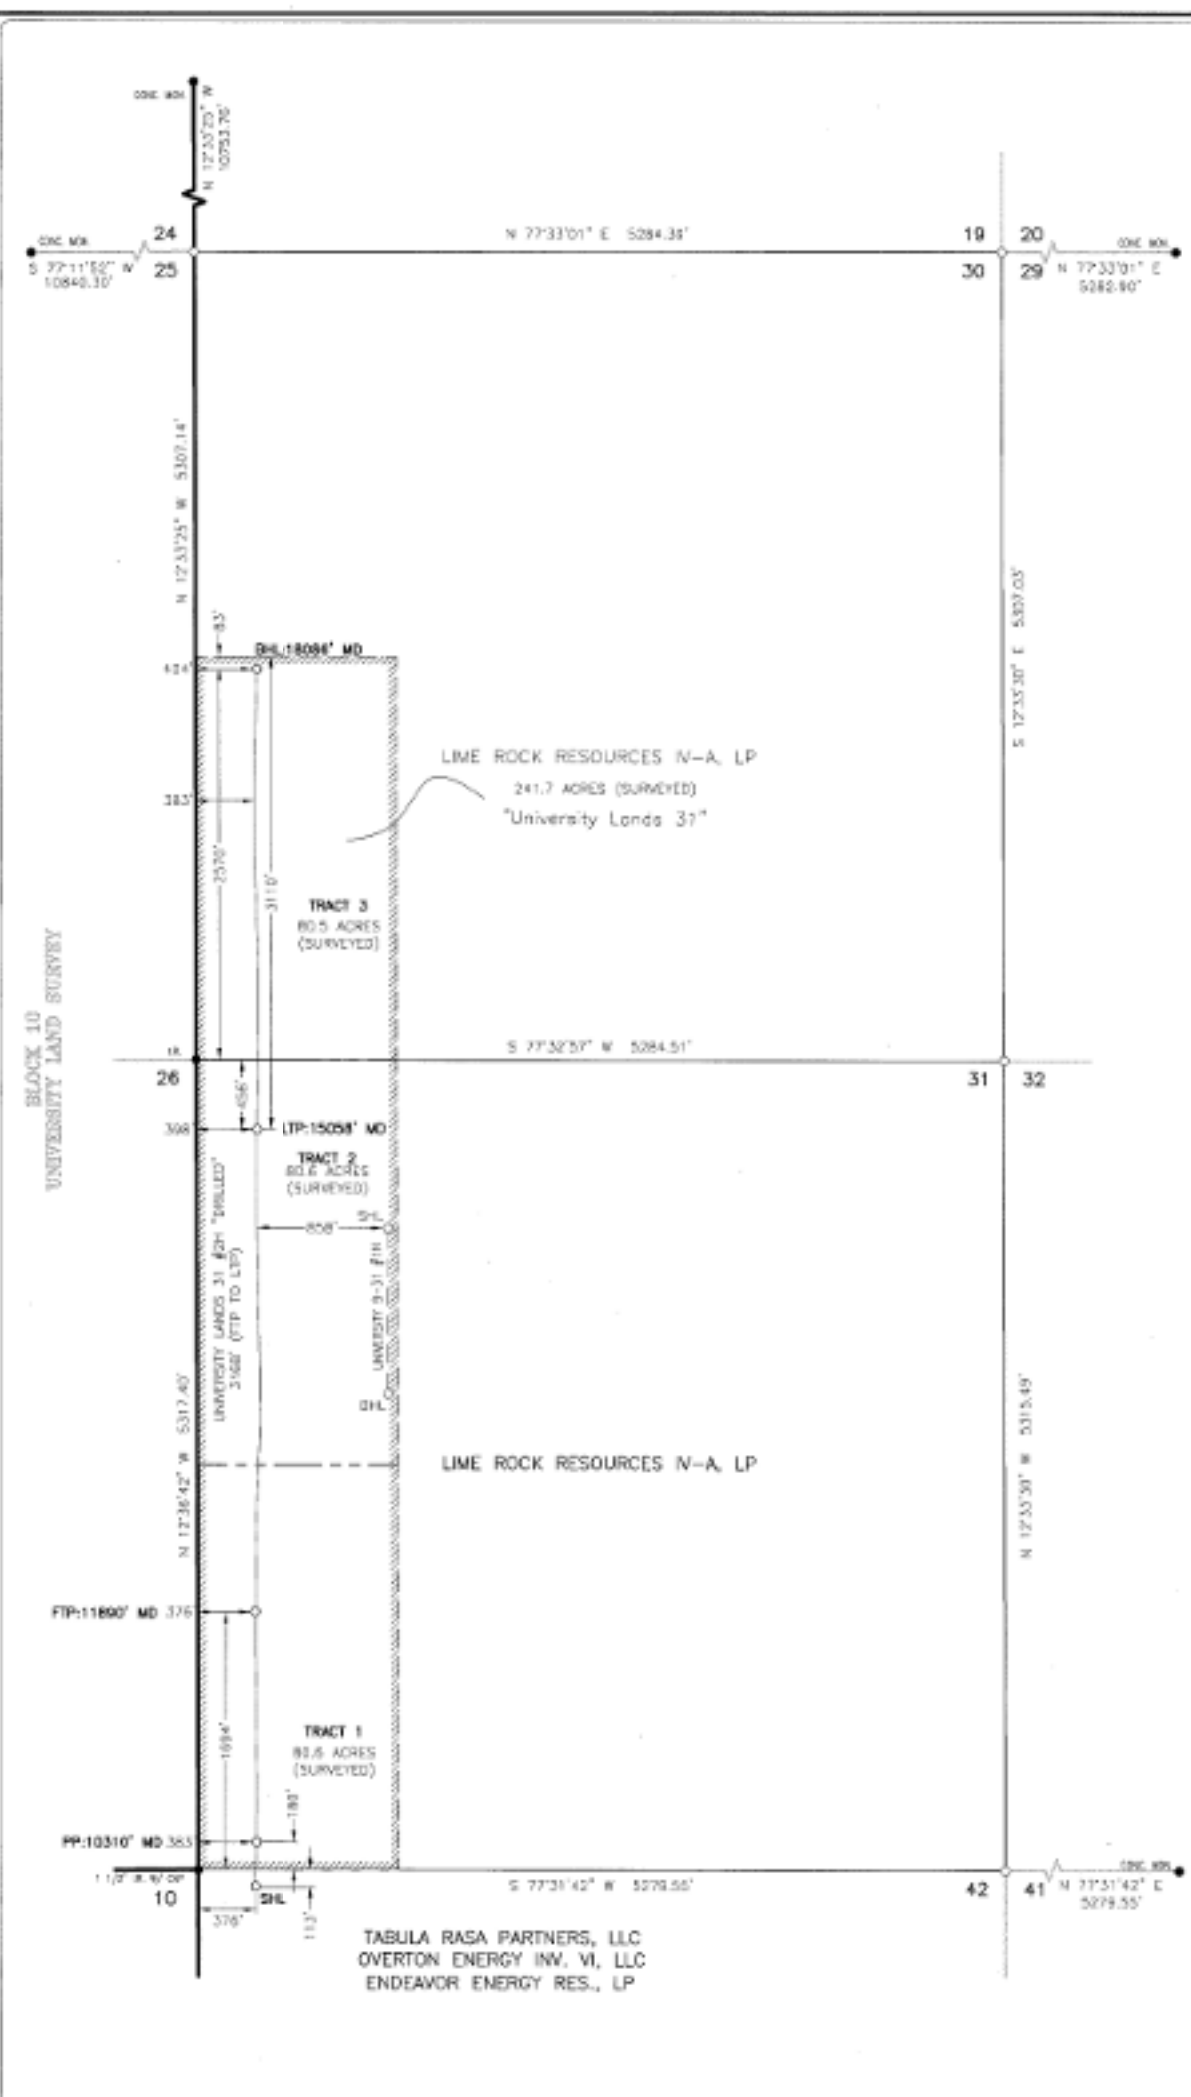 CONC. MON.
N 12°33'25" W
10753.76'
24
N 77°33'01" E 5284.36'
19
20
CONC. MON.
CONC. MON.
S 77°11'52" W
10840.30'
25
30
29
N 77°33'01" E
5282.90'
N 12°33'25" W 5307.14'
S 12°33'30" E 5307.03'
83'
BHL:18086' MD
424'
LIME ROCK RESOURCES IV-A, LP
241.7 ACRES (SURVEYED)
"University Lands 31"
383'
2570'
3110'
TRACT 3
80.5 ACRES
(SURVEYED)
BLOCK 10
UNIVERSITY LAND SURVEY
I.R.
S 77°32'57" W 5284.51'
26
31
32
456'
398'
LTP:15058' MD
TRACT 2
80.6 ACRES
(SURVEYED)
UNIVERSITY LANDS 31 #2H "DRILLED"
3168' (FTP TO LTP)
858'
UNIVERSITY 9-31 #1H
BHL
N 12°36'42" W 5317.40'
N 12°33'30" W 5315.49'
LIME ROCK RESOURCES IV-A, LP
FTP:11890' MD 376'
1694'
TRACT 1
80.6 ACRES
(SURVEYED)
180'
PP:10310' MD 383'
10
SHL
S 77°31'42" W 5279.55'
42
41
CONC. MON.
N 77°31'42" E
5279.55'
376'
113'
TABULA RASA PARTNERS, LLC
OVERTON ENERGY INV. VI, LLC
ENDEAVOR ENERGY RES., LP